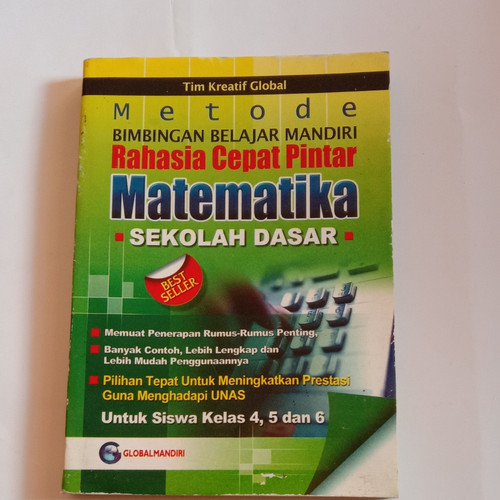 Tim Kreatif Global
Metode
BIMBINGAN BELAJAR MANDIRI
Rahasia Cepat Pintar
Matematika
SEKOLAH DASAR
BEST
SELLER
Memuat Penerapan Rumus-Rumus Penting,
Banyak Contoh, Lebih Lengkap dan
Lebih Mudah Penggunaannya
Pilihan Tepat Untuk Meningkatkan Prestasi
Guna Menghadapi UNAS
Untuk Siswa Kelas 4, 5 dan 6
GLOBALMANDIRI